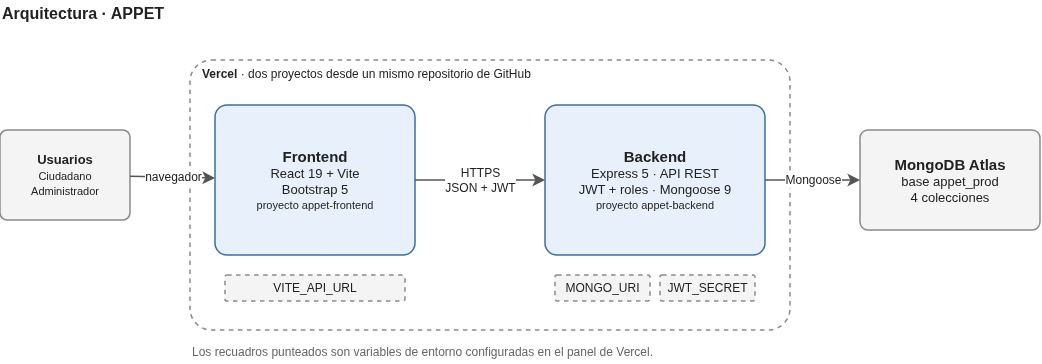 Arquitectura · APPET
Vercel · dos proyectos desde un mismo repositorio de GitHub
Usuarios
Ciudadano
Administrador
navegador
Frontend
React 19 + Vite
Bootstrap 5
proyecto appet-frontend
HTTPS
JSON + JWT
Backend
Express 5 · API REST
JWT + roles · Mongoose 9
proyecto appet-backend
Mongoose
MongoDB Atlas
base appet_prod
4 colecciones
VITE_API_URL
MONGO_URI
JWT_SECRET
Los recuadros punteados son variables de entorno configuradas en el panel de Vercel.